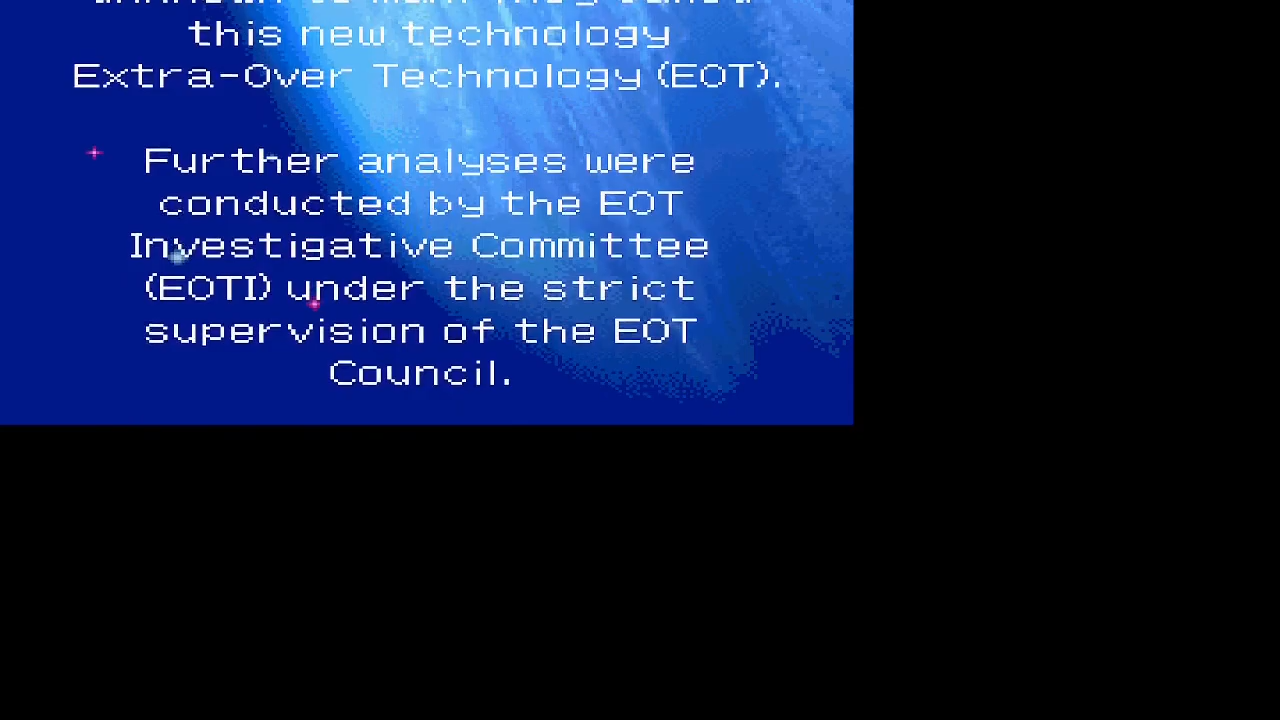 this new technology
Extra-Over Technology (EOT).
Further analyses were
conducted by the EOT
Investigative Committee
(EOTI) under the strict
supervision of the EOT
Council.